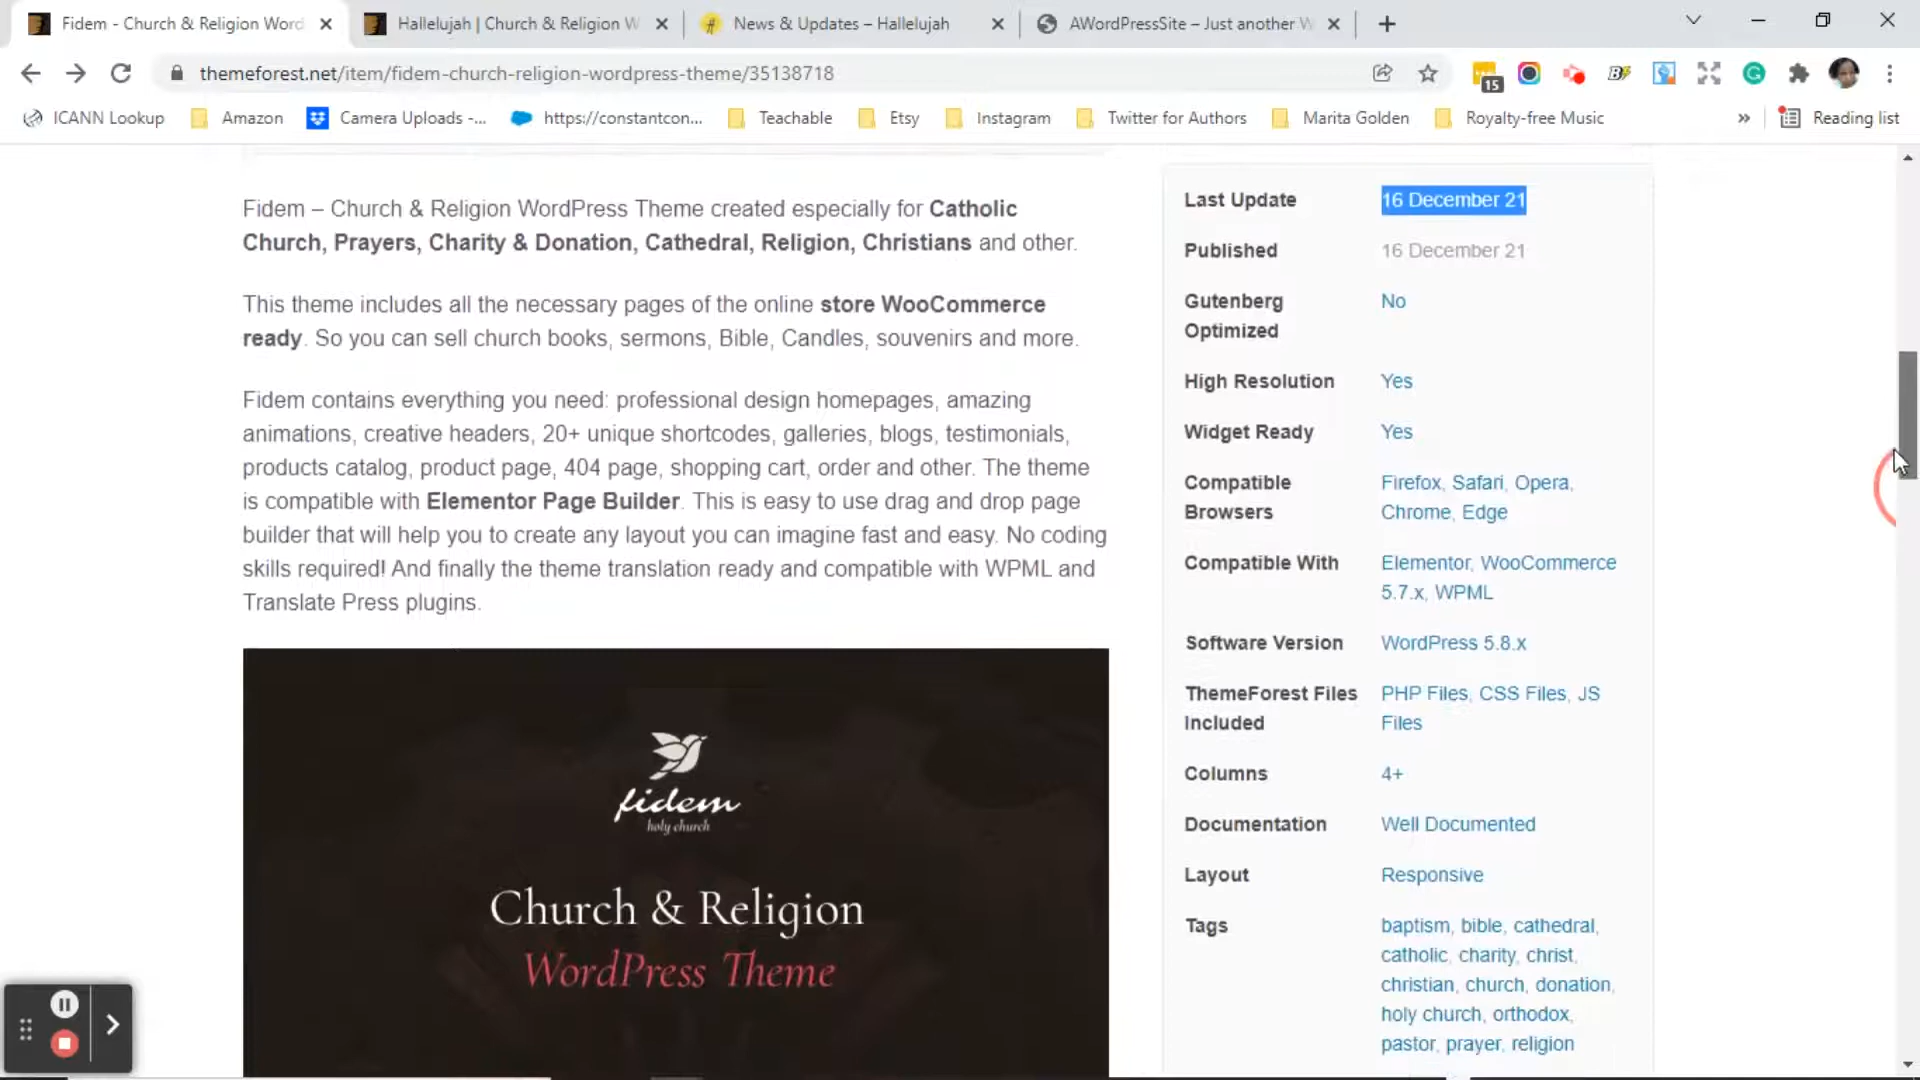 Fidem - Church & Religion Word
Hallelujah | Church & Religion W
News & Updates – Hallelujah
AWordPressSite – Just another W
themeforest.net/item/fidem-church-religion-wordpress-theme/35138718
15
ICANN Lookup
Amazon
Camera Uploads -...
https://constantcon...
Teachable
Etsy
Instagram
Twitter for Authors
Marita Golden
Royalty-free Music
»
Reading list
Fidem – Church & Religion WordPress Theme created especially for Catholic
Church, Prayers, Charity & Donation, Cathedral, Religion, Christians and other.
This theme includes all the necessary pages of the online store WooCommerce
ready. So you can sell church books, sermons, Bible, Candles, souvenirs and more.
Fidem contains everything you need: professional design homepages, amazing
animations, creative headers, 20+ unique shortcodes, galleries, blogs, testimonials,
products catalog, product page, 404 page, shopping cart, order and other. The theme
is compatible with Elementor Page Builder. This is easy to use drag and drop page
builder that will help you to create any layout you can imagine fast and easy. No coding
skills required! And finally the theme translation ready and compatible with WPML and
Translate Press plugins.
fidem
holy church
Church & Religion
WordPress Theme
Last Update 16 December 21
Published 16 December 21
Gutenberg No
Optimized
High Resolution Yes
Widget Ready Yes
Compatible Firefox, Safari, Opera,
Browsers Chrome, Edge
Compatible With Elementor, WooCommerce
5.7.x, WPML
Software Version WordPress 5.8.x
ThemeForest Files PHP Files, CSS Files, JS
Included Files
Columns 4+
Documentation Well Documented
Layout Responsive
Tags baptism, bible, cathedral,
catholic, charity, christ,
christian, church, donation,
holy church, orthodox,
pastor, prayer, religion